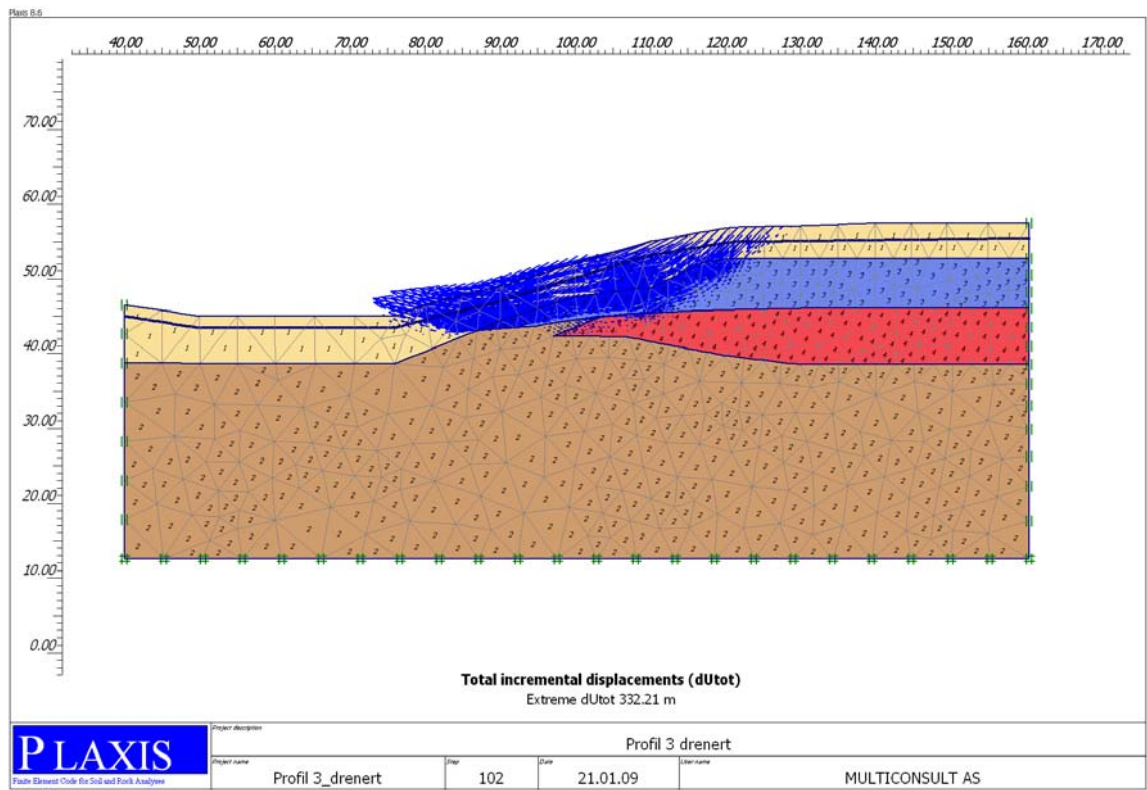 Plaxis 8.6
40.00 50.00 60.00 70.00 80.00 90.00 100.00 110.00 120.00 130.00 140.00 150.00 160.00 170.00
70.00
60.00
50.00
40.00
30.00
20.00
10.00
0.00
Total incremental displacements (dUtot)
Extreme dUtot 332.21 m
PLAXIS
Finite Element Code for Soil and Rock Analyses
Project description
Profil 3 drenert
Project name
Profil 3_drenert
Step
102
Date
21.01.09
User name
MULTICONSULT AS